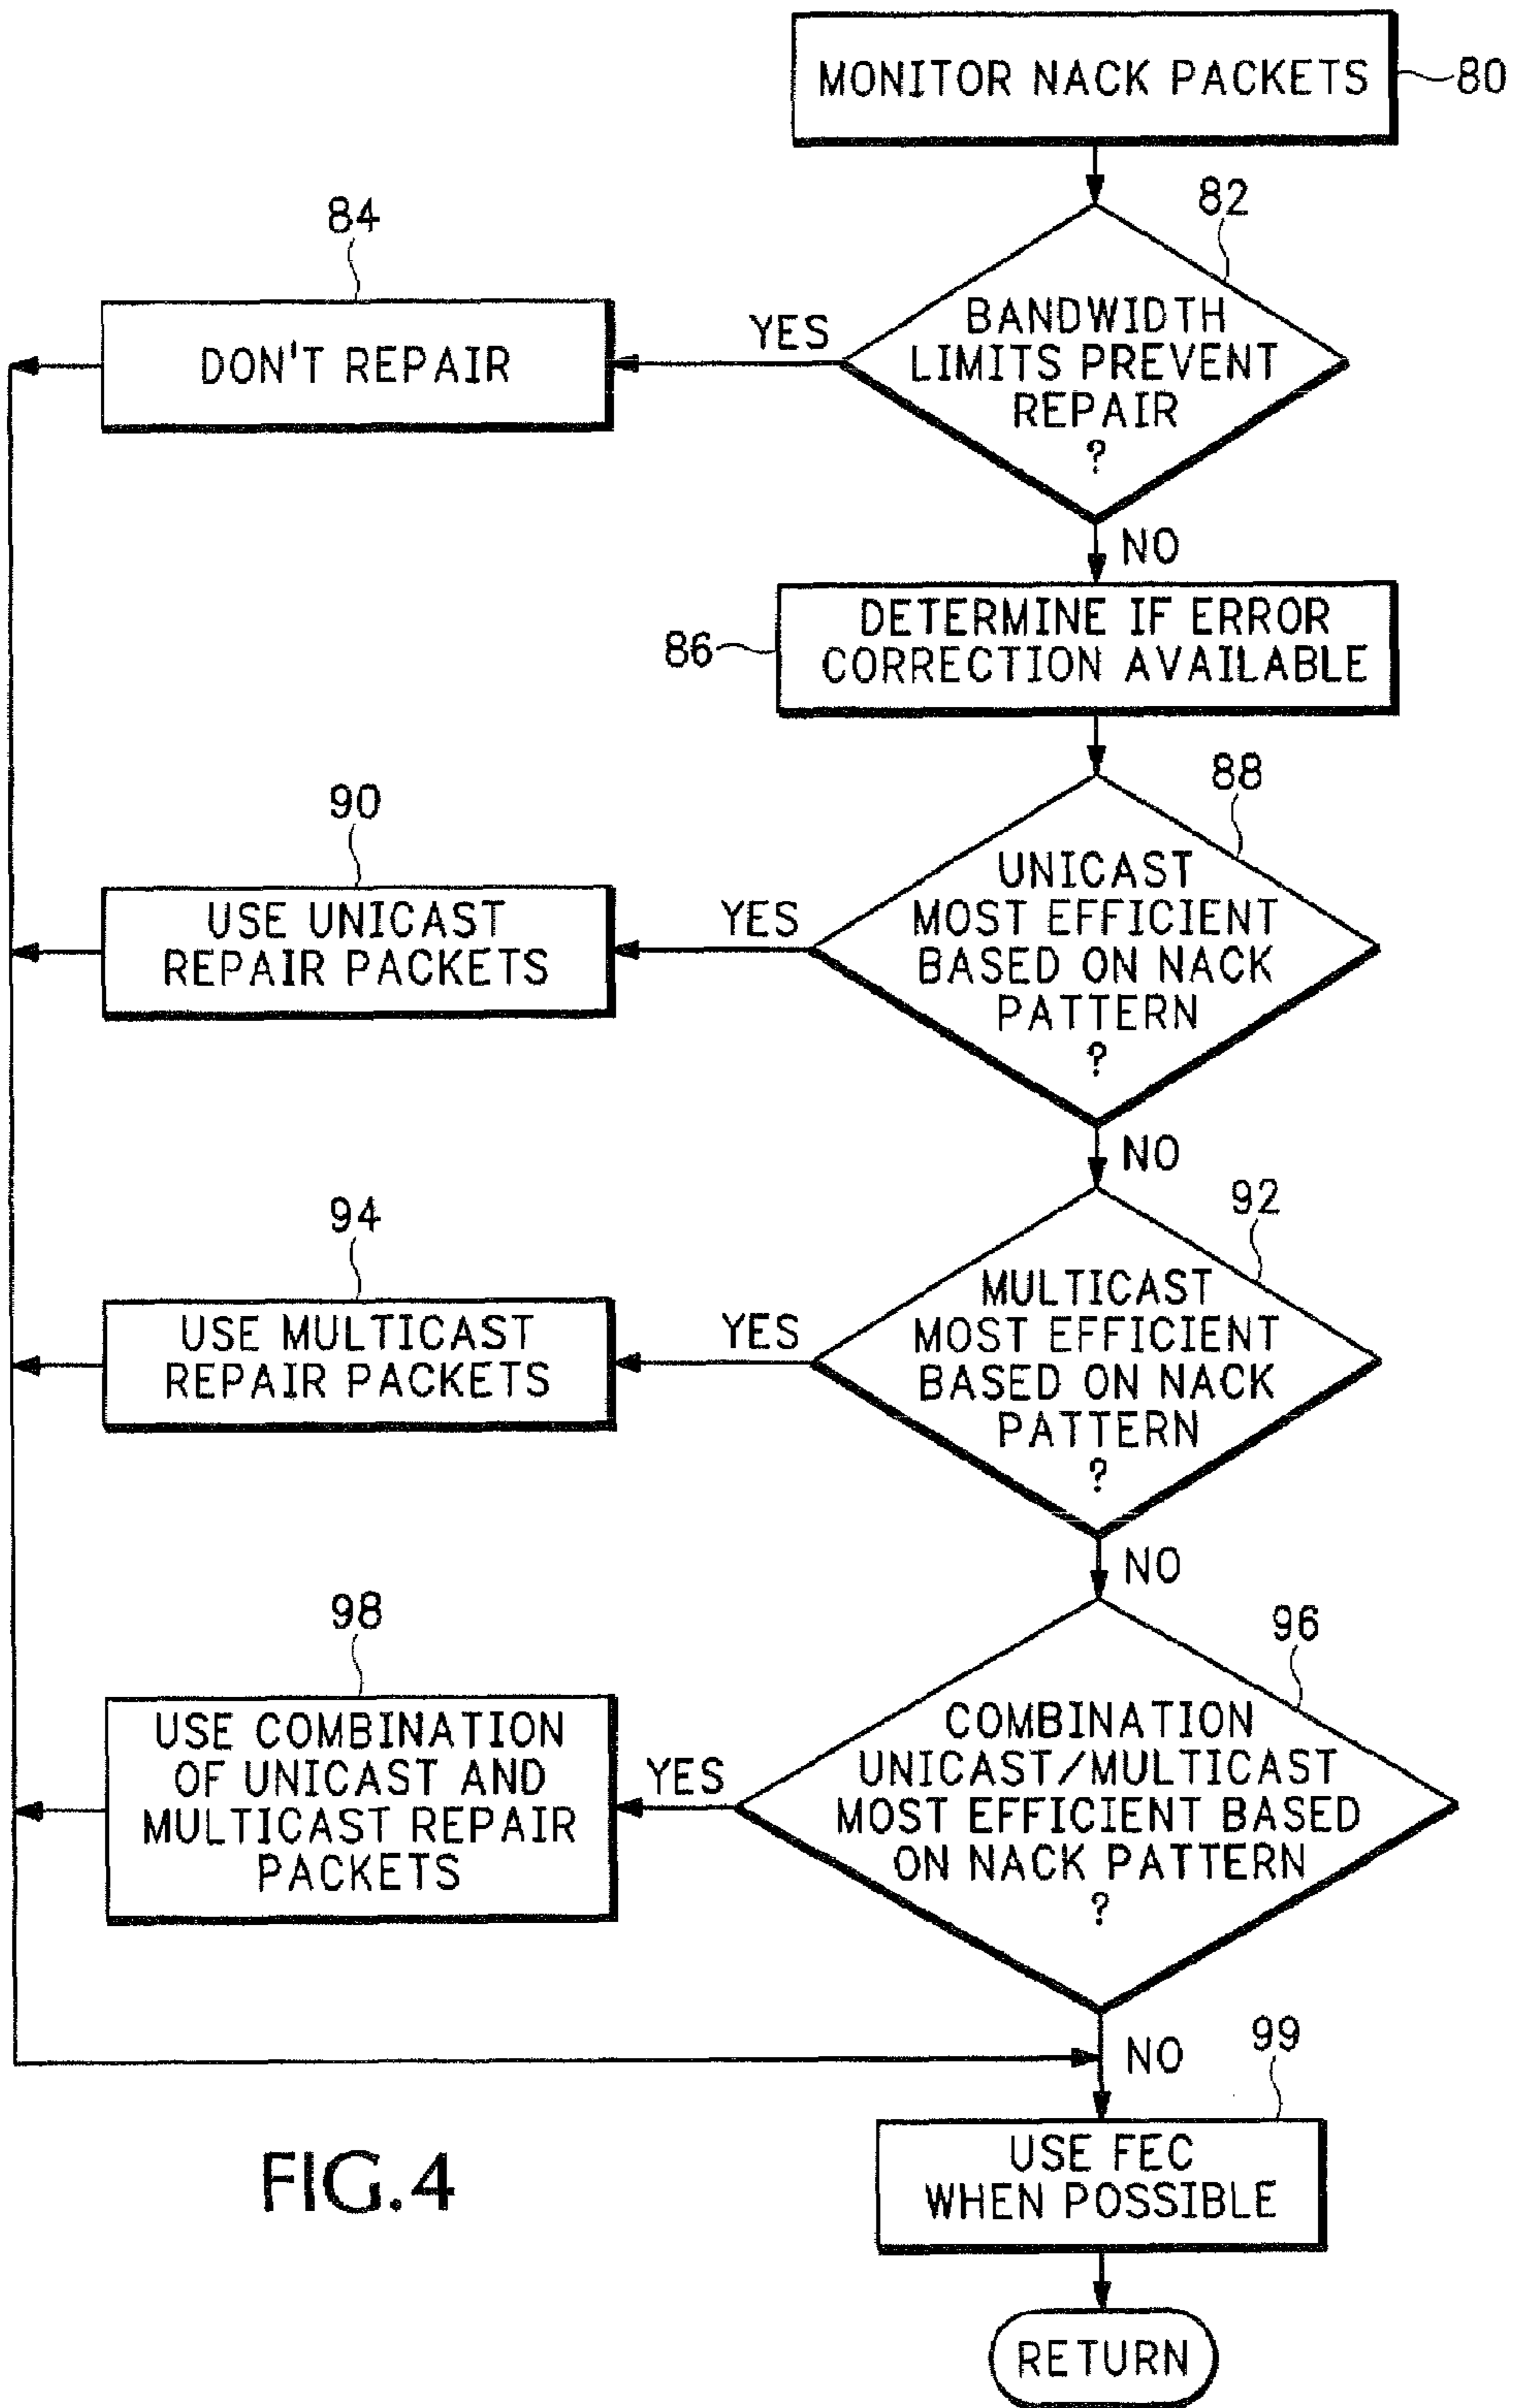 MONITOR NACK PACKETS
80
82
BANDWIDTH
LIMITS PREVENT
REPAIR
?
YES
84
DON'T REPAIR
NO
86
DETERMINE IF ERROR
CORRECTION AVAILABLE
88
UNICAST
MOST EFFICIENT
BASED ON NACK
PATTERN
?
YES
90
USE UNICAST
REPAIR PACKETS
NO
92
MULTICAST
MOST EFFICIENT
BASED ON NACK
PATTERN
?
YES
94
USE MULTICAST
REPAIR PACKETS
NO
96
COMBINATION
UNICAST/MULTICAST
MOST EFFICIENT BASED
ON NACK PATTERN
?
YES
98
USE COMBINATION
OF UNICAST AND
MULTICAST REPAIR
PACKETS
NO
99
USE FEC
WHEN POSSIBLE
RETURN
FIG.4